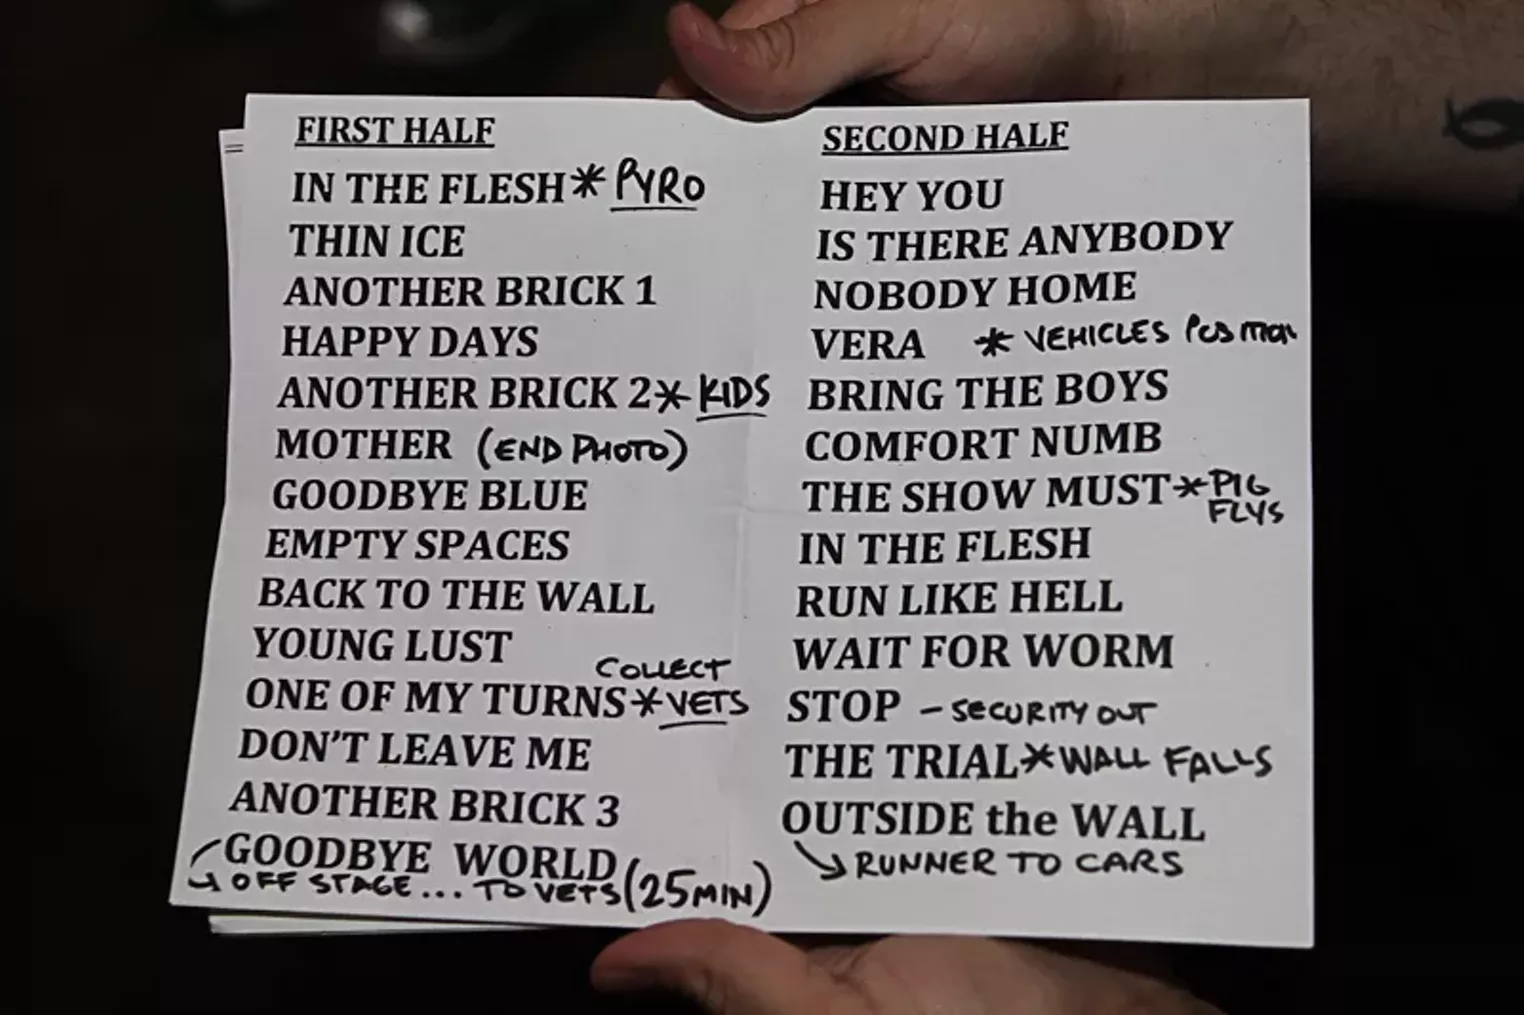 FIRST HALF
IN THE FLESH * PYRO
THIN ICE
ANOTHER BRICK 1
HAPPY DAYS
ANOTHER BRICK 2 * KIDS
MOTHER (END PHOTO)
GOODBYE BLUE
EMPTY SPACES
BACK TO THE WALL
YOUNG LUST
COLLECT
ONE OF MY TURNS * VETS
DON'T LEAVE ME
ANOTHER BRICK 3
GOODBYE WORLD
OFF STAGE... TO VETS (25 MIN)
SECOND HALF
HEY YOU
IS THERE ANYBODY
NOBODY HOME
VERA * VEHICLES POSITION
BRING THE BOYS
COMFORT NUMB
THE SHOW MUST * PIG
FLYS
IN THE FLESH
RUN LIKE HELL
WAIT FOR WORM
STOP - SECURITY OUT
THE TRIAL * WALL FALLS
OUTSIDE the WALL
RUNNER TO CARS